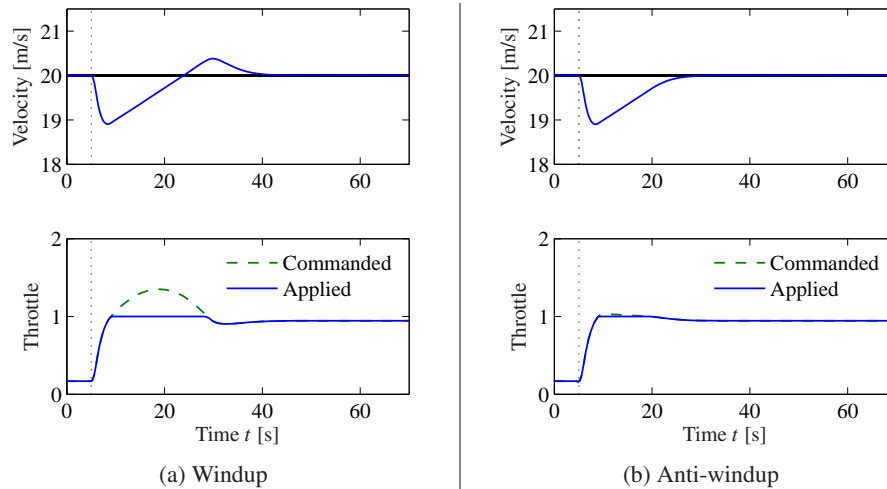 21
20
19
18
Velocity [m/s]
0 20 40 60
2
1
0
Throttle
Commanded
Applied
0 20 40 60
Time t [s]
(a) Windup
21
20
19
18
Velocity [m/s]
0 20 40 60
2
1
0
Throttle
Commanded
Applied
0 20 40 60
Time t [s]
(b) Anti-windup